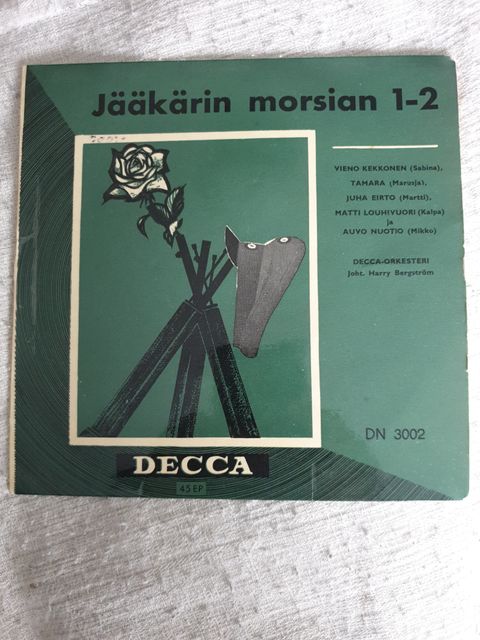 Jääkärin morsian 1-2
VIENO KEKKONEN (Sabina),
TAMARA (Marusja),
JUHA EIRTO (Martti),
MATTI LOUHIVUORI (Kalpa)
ja
AUVO NUOTIO (Mikko)
DECCA-ORKESTERI
Joht. Harry Bergström
DN 3002
DECCA
45 EP